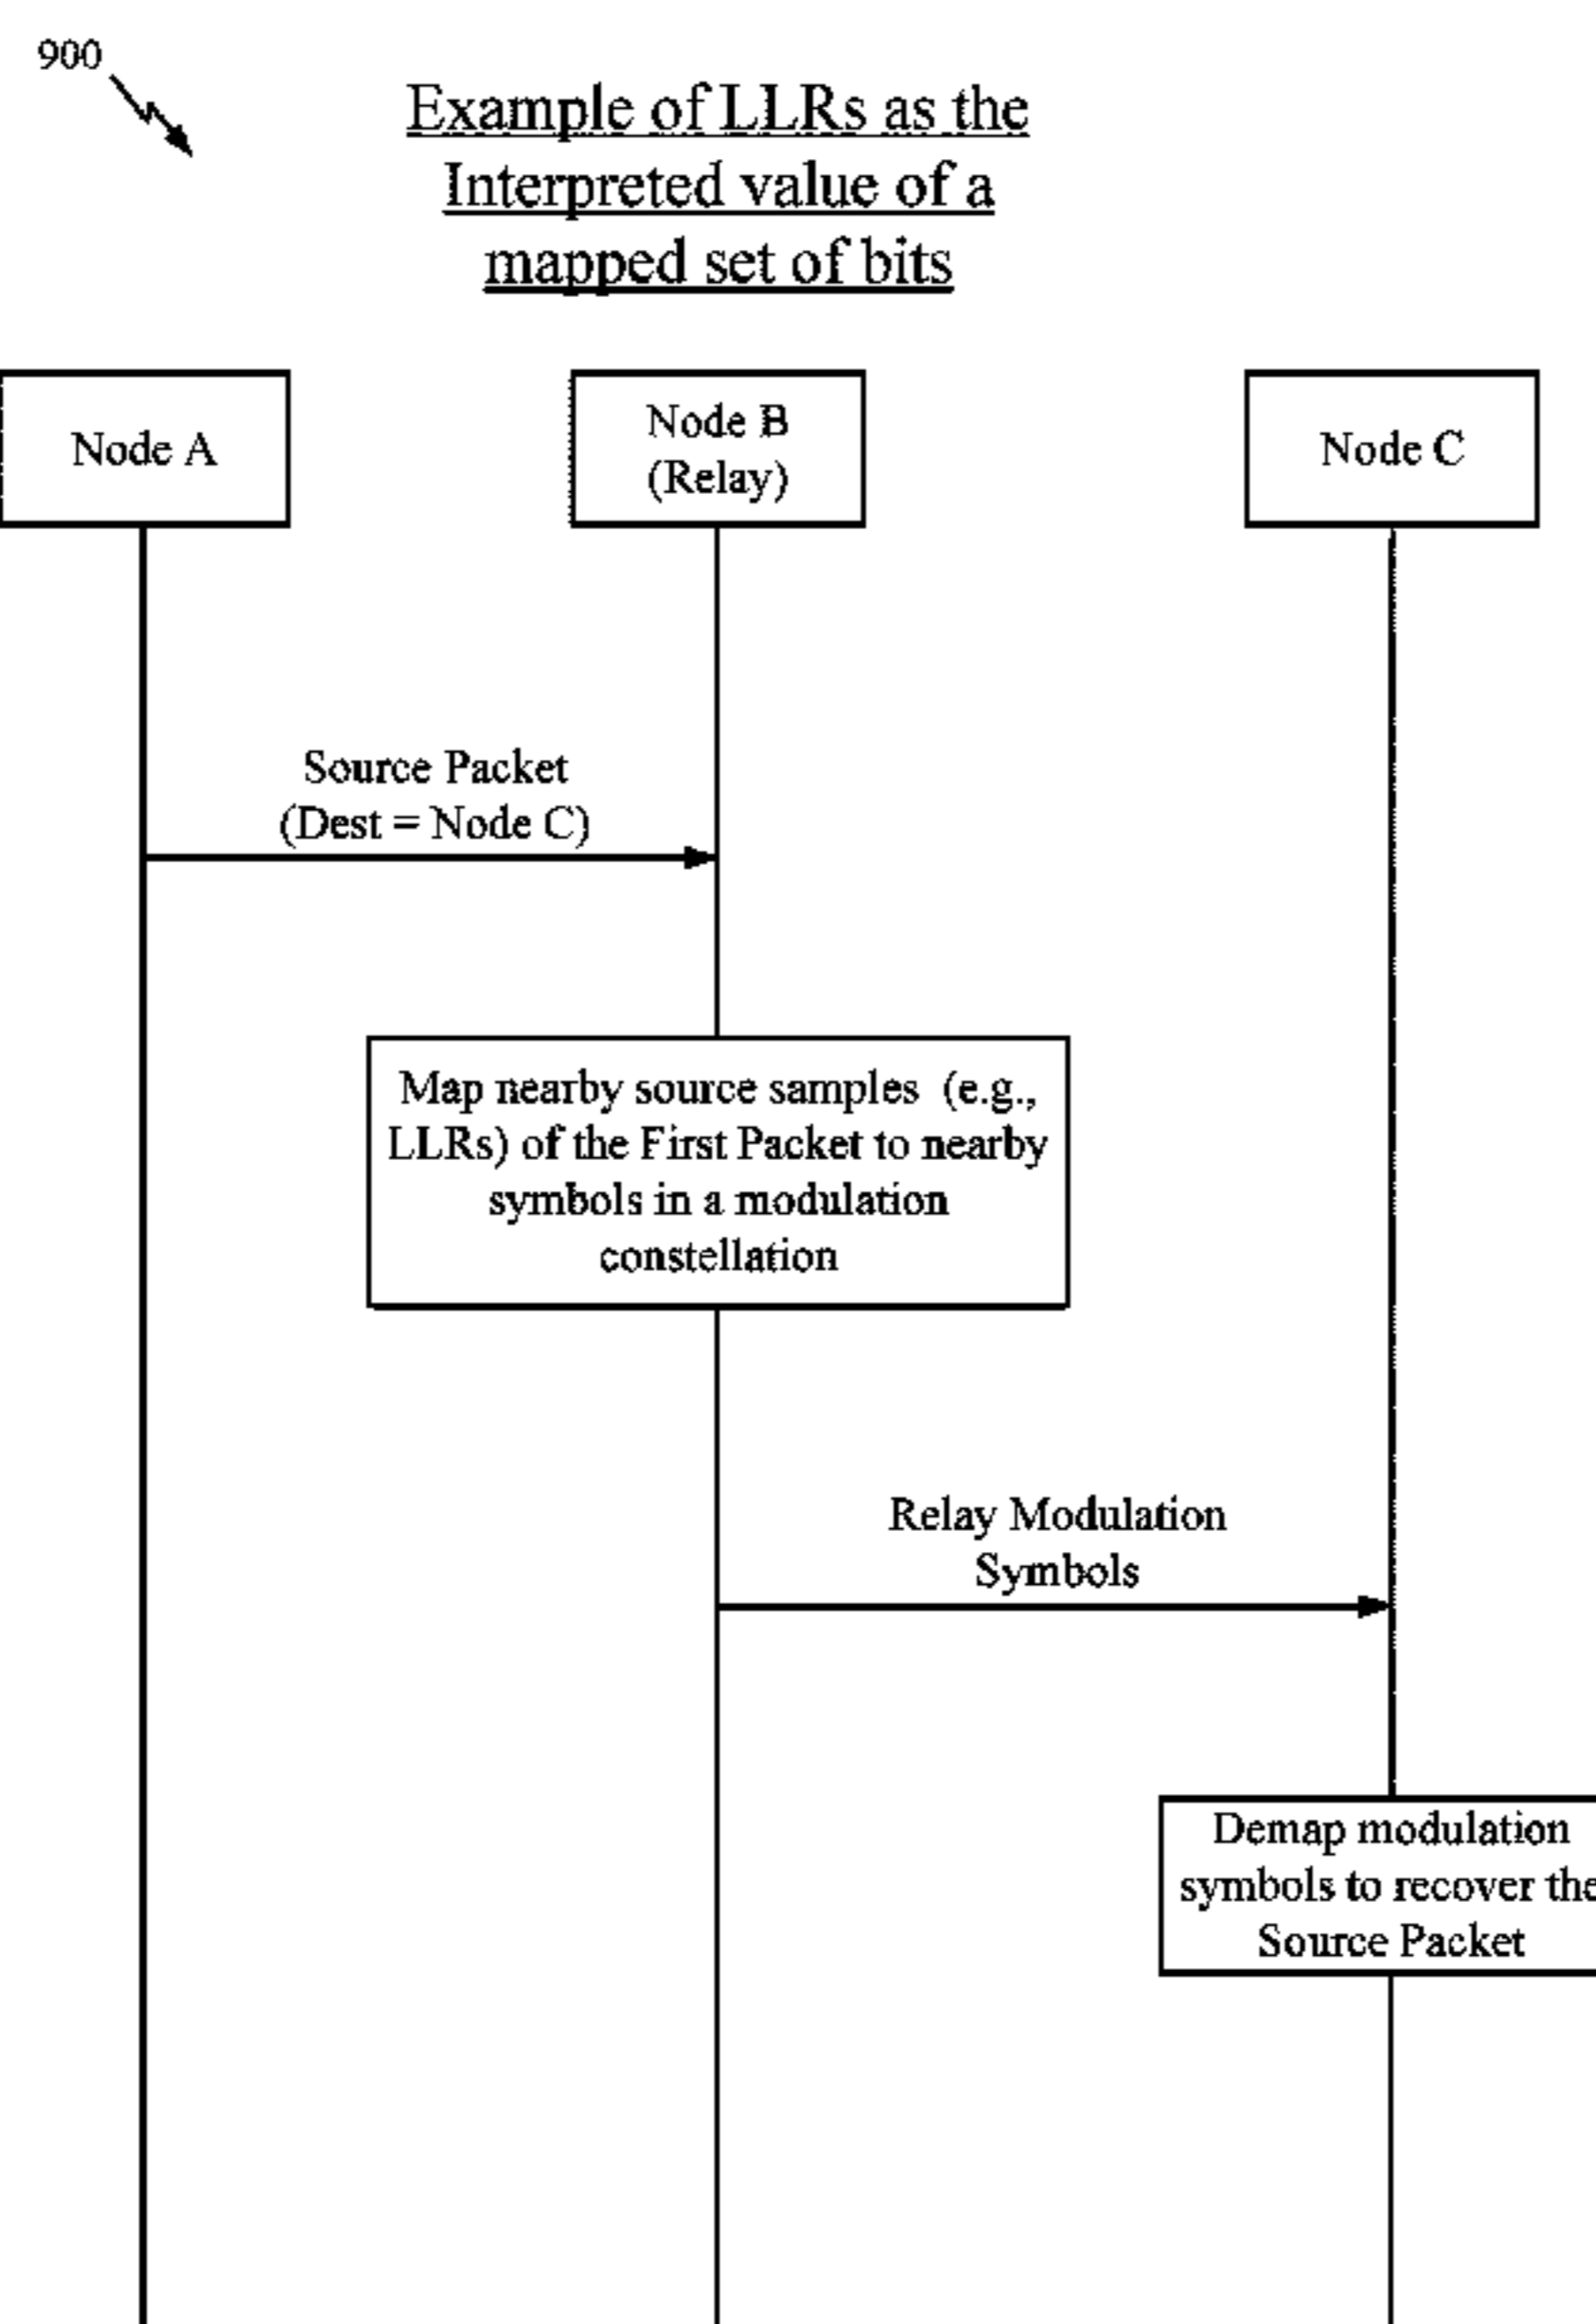 900
Example of LLRs as the
Interpreted value of a
mapped set of bits
Node A
Node B
(Relay)
Node C
Source Packet
(Dest = Node C)
Map nearby source samples (e.g.,
LLRs) of the First Packet to nearby
symbols in a modulation
constellation
Relay Modulation
Symbols
Demap modulation
symbols to recover the
Source Packet